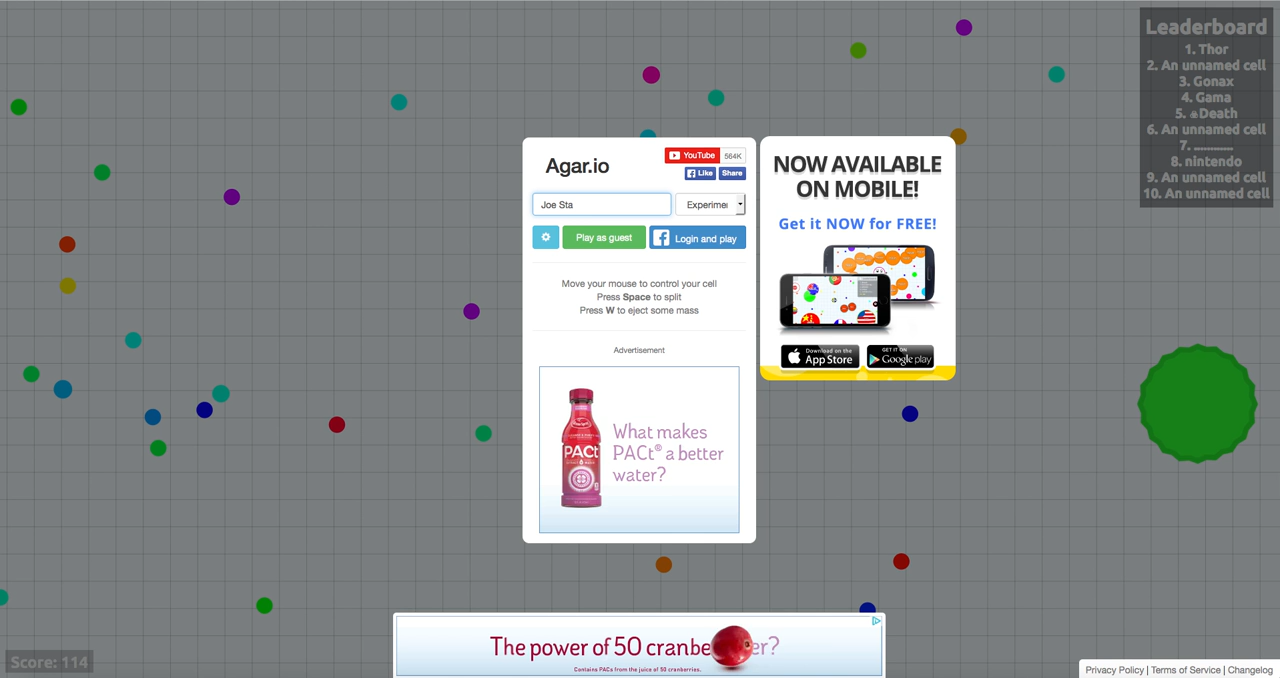 Leaderboard
1. Thor
2. An unnamed cell
3. Gonax
4. Gama
5. ☠Death
6. An unnamed cell
7. ............
8. nintendo
9. An unnamed cell
10. An unnamed cell
Agar.io
YouTube 564K
Like Share
Joe Sta
Experimen
Play as guest
Login and play
Move your mouse to control your cell
Press Space to split
Press W to eject some mass
Advertisement
PACt
What makes
PACt® a better
water?
NOW AVAILABLE
ON MOBILE!
Get it NOW for FREE!
Download on the
App Store
GET IT ON
Google play
The power of 50 cranbe er?
Contains PACs from the juice of 50 cranberries.
Score: 114
Privacy Policy | Terms of Service | Changelog